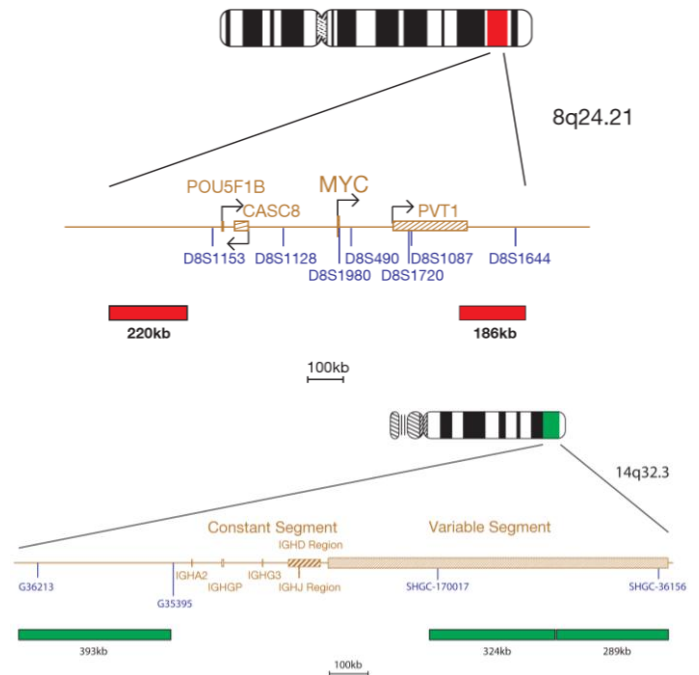 8q24.21
MYC
POU5F1B
CASC8
PVT1
D8S1153
D8S1128
D8S490
D8S1087
D8S1644
D8S1980
D8S1720
220kb
186kb
100kb
14q32.3
Constant Segment
Variable Segment
IGHD Region
IGHA2
IGHG3
G36213
IGHGP
IGHJ Region
SHGC-170017
SHGC-36156
G35395
393kb
324kb
289kb
100kb